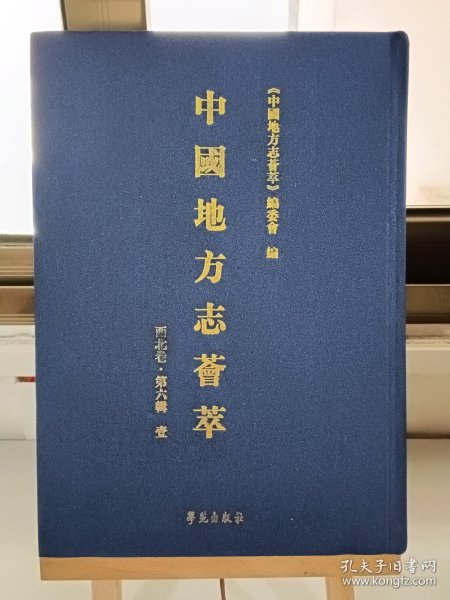 《中國地方志薈萃》編委會 編
中國地方志薈萃
西北卷·第六輯 壹
學苑出版社
孔夫子旧书网
www.kongfz.com